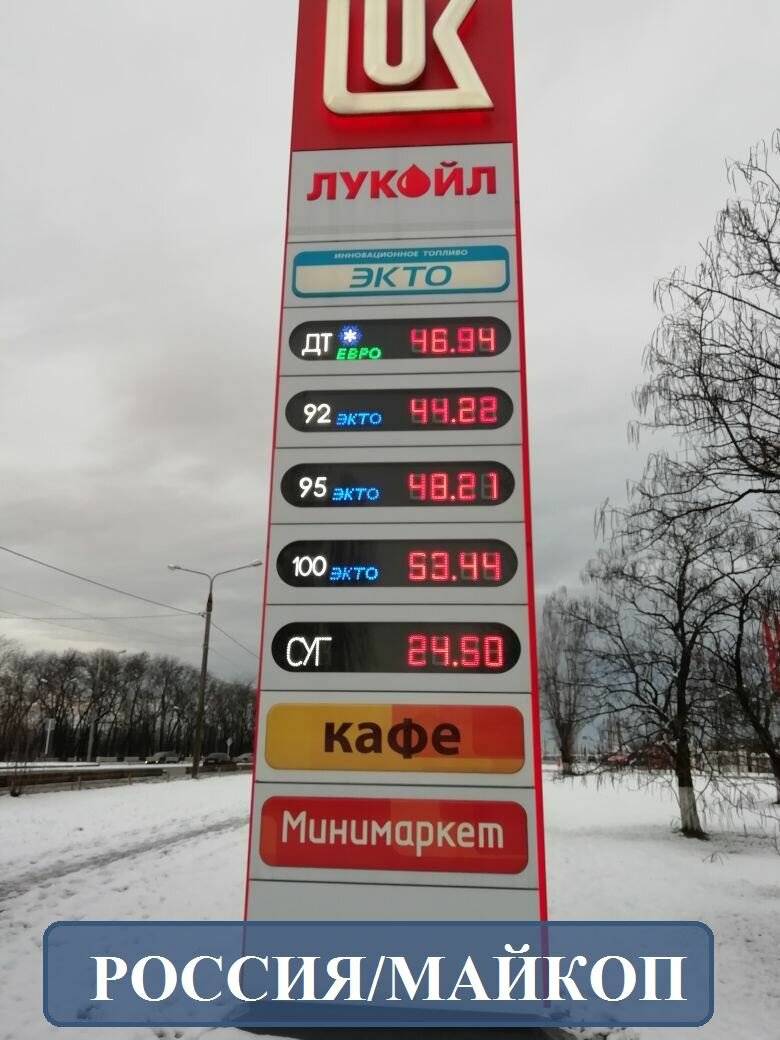 ЛУКОЙЛ
ИННОВАЦИОННОЕ ТОПЛИВО
ЭКТО
ДТ ЕВРО 46.94
92 ЭКТО 44.22
95 ЭКТО 48.21
100 ЭКТО 53.44
СУГ 24.50
кафе
Минимаркет
РОССИЯ/МАЙКОП